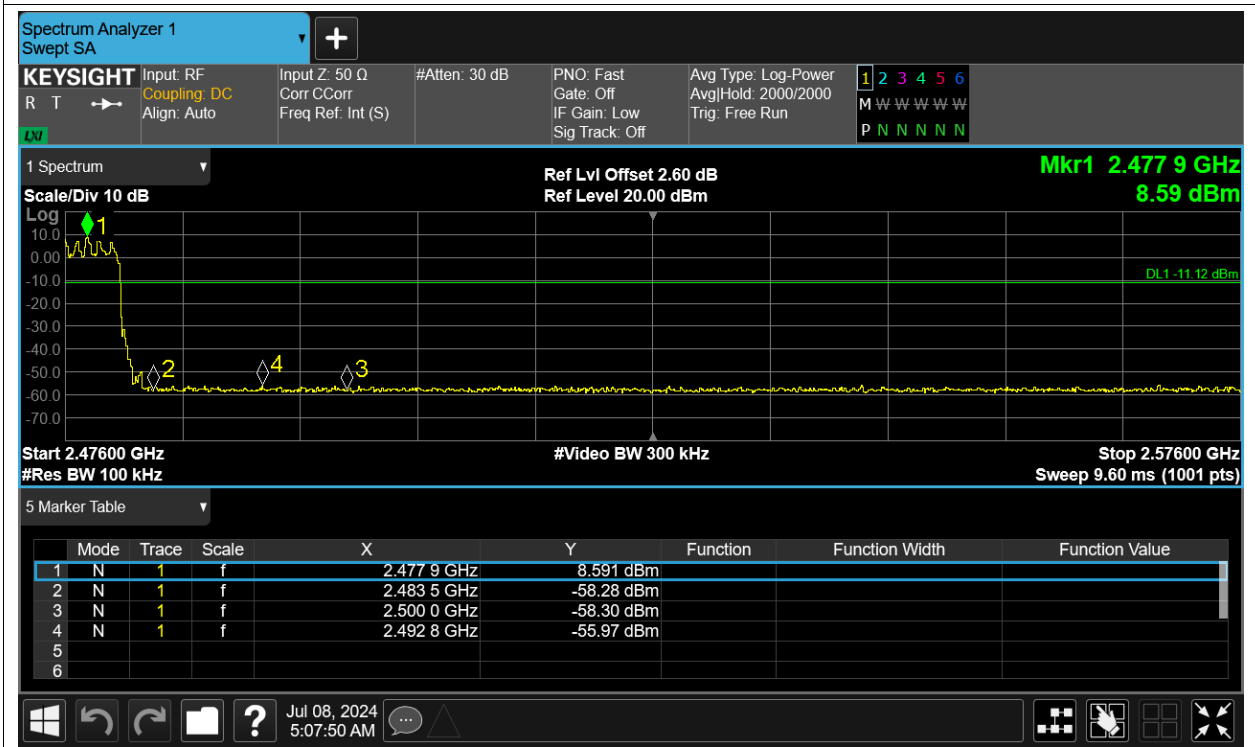 Spectrum Analyzer 1
Swept SA
+
KEYSIGHT
R T
LXI
Input: RF
Coupling: DC
Align: Auto
Input Z: 50 Ω
Corr CCorr
Freq Ref: Int (S)
#Atten: 30 dB
PNO: Fast
Gate: Off
IF Gain: Low
Sig Track: Off
Avg Type: Log-Power
Avg|Hold: 2000/2000
Trig: Free Run
1 2 3 4 5 6
M W W W W W
P N N N N N
1 Spectrum
Scale/Div 10 dB
Ref Lvl Offset 2.60 dB
Ref Level 20.00 dBm
Mkr1 2.477 9 GHz
8.59 dBm
Log
10.0
0.00
-10.0
-20.0
-30.0
-40.0
-50.0
-60.0
-70.0
1
DL1 -11.12 dBm
2
4
3
Start 2.47600 GHz
#Video BW 300 kHz
Stop 2.57600 GHz
#Res BW 100 kHz
Sweep 9.60 ms (1001 pts)
5 Marker Table
Mode Trace Scale X Y Function Function Width Function Value
1 N 1 f 2.477 9 GHz 8.591 dBm
2 N 1 f 2.483 5 GHz -58.28 dBm
3 N 1 f 2.500 0 GHz -58.30 dBm
4 N 1 f 2.492 8 GHz -55.97 dBm
5
6
?
Jul 08, 2024
5:07:50 AM